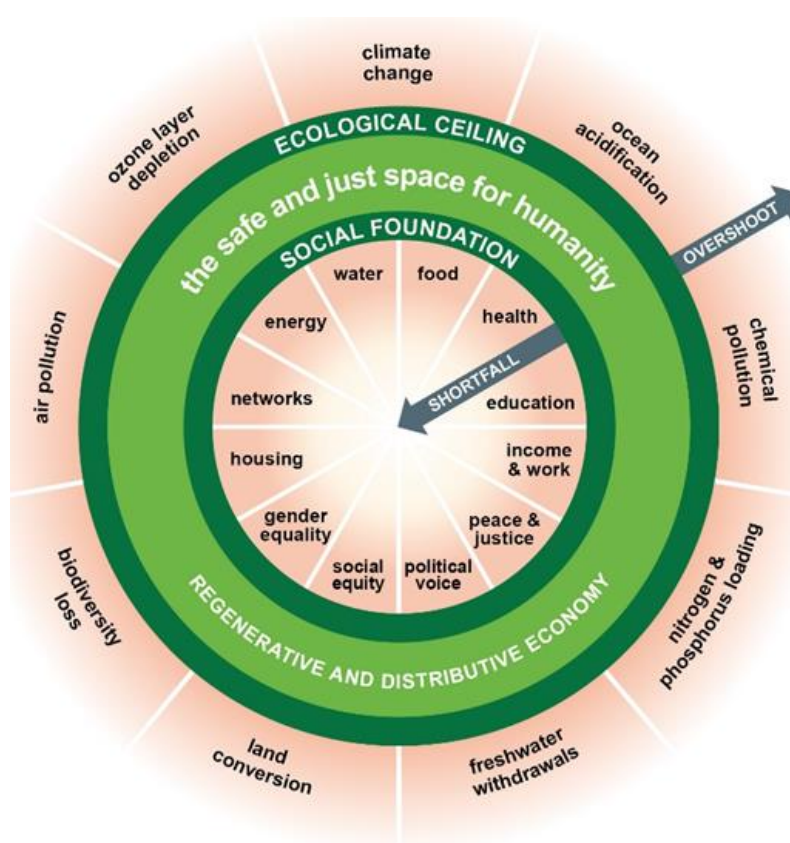 climate
change
ocean
acidification
chemical
pollution
nitrogen &
phosphorus loading
freshwater
withdrawals
land
conversion
biodiversity
loss
air pollution
ozone layer
depletion
OVERSHOOT
ECOLOGICAL CEILING
the safe and just space for humanity
SOCIAL FOUNDATION
water
food
health
SHORTFALL
education
income
& work
peace &
justice
political
voice
social
equity
gender
equality
housing
networks
energy
REGENERATIVE AND DISTRIBUTIVE ECONOMY